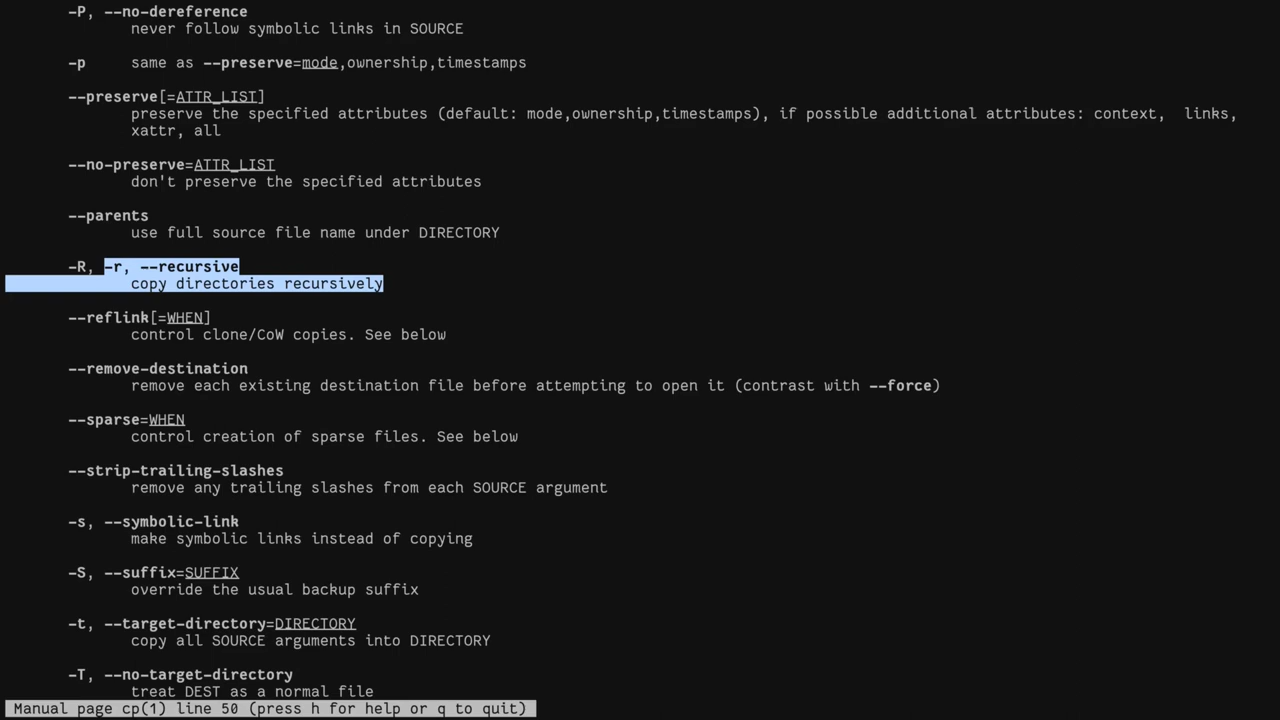 -P, --no-dereference
never follow symbolic links in SOURCE
-p same as --preserve=mode,ownership,timestamps
--preserve[=ATTR_LIST]
preserve the specified attributes (default: mode,ownership,timestamps), if possible additional attributes: context, links,
xattr, all
--no-preserve=ATTR_LIST
don't preserve the specified attributes
--parents
use full source file name under DIRECTORY
-R, -r, --recursive
copy directories recursively
--reflink[=WHEN]
control clone/CoW copies. See below
--remove-destination
remove each existing destination file before attempting to open it (contrast with --force)
--sparse=WHEN
control creation of sparse files. See below
--strip-trailing-slashes
remove any trailing slashes from each SOURCE argument
-s, --symbolic-link
make symbolic links instead of copying
-S, --suffix=SUFFIX
override the usual backup suffix
-t, --target-directory=DIRECTORY
copy all SOURCE arguments into DIRECTORY
-T, --no-target-directory
treat DEST as a normal file
Manual page cp(1) line 50 (press h for help or q to quit)